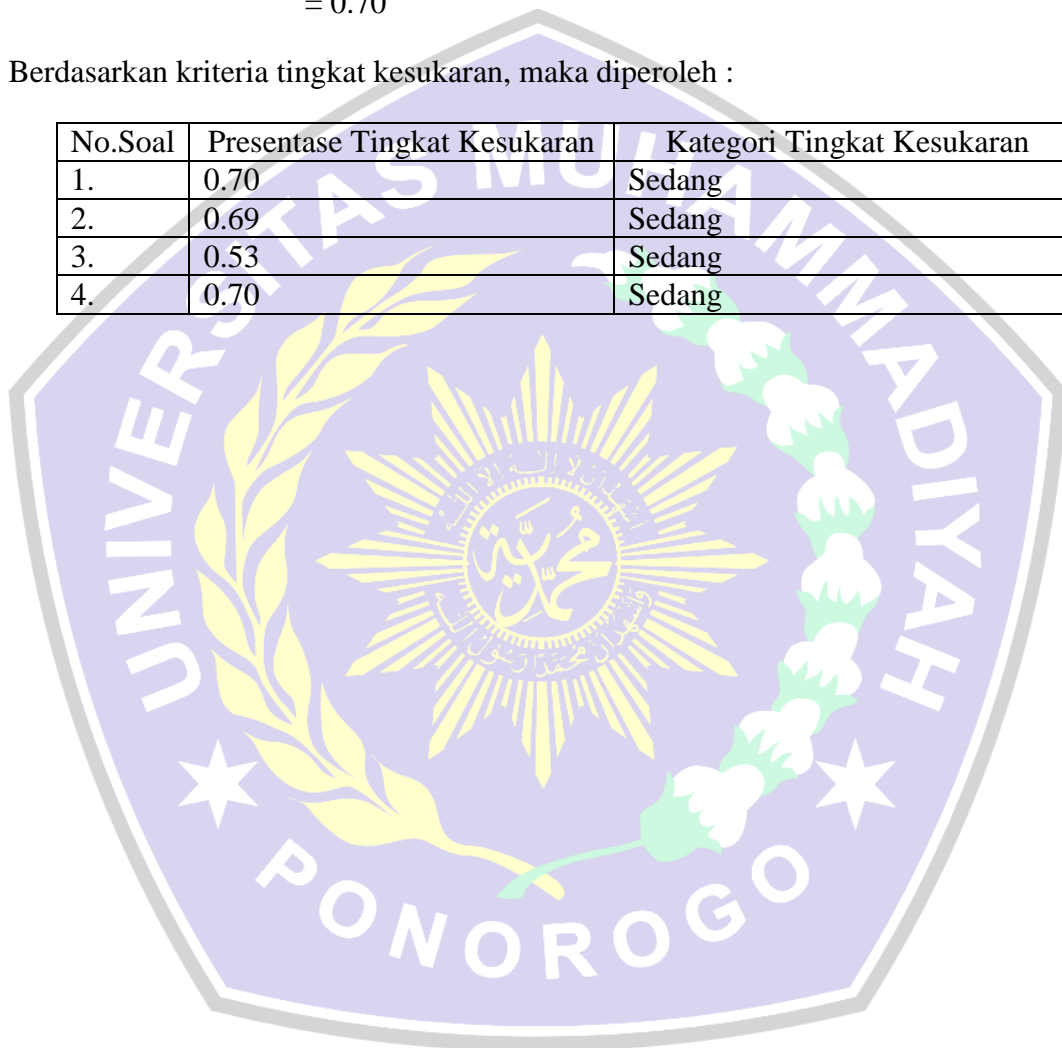 = 0.70
Berdasarkan kriteria tingkat kesukaran, maka diperoleh :
No.Soal Presentase Tingkat Kesukaran Kategori Tingkat Kesukaran
1. 0.70 Sedang
2. 0.69 Sedang
3. 0.53 Sedang
4. 0.70 Sedang
UNIVERSITAS MUHAMMADIYAH
PONOROGO
محمدية